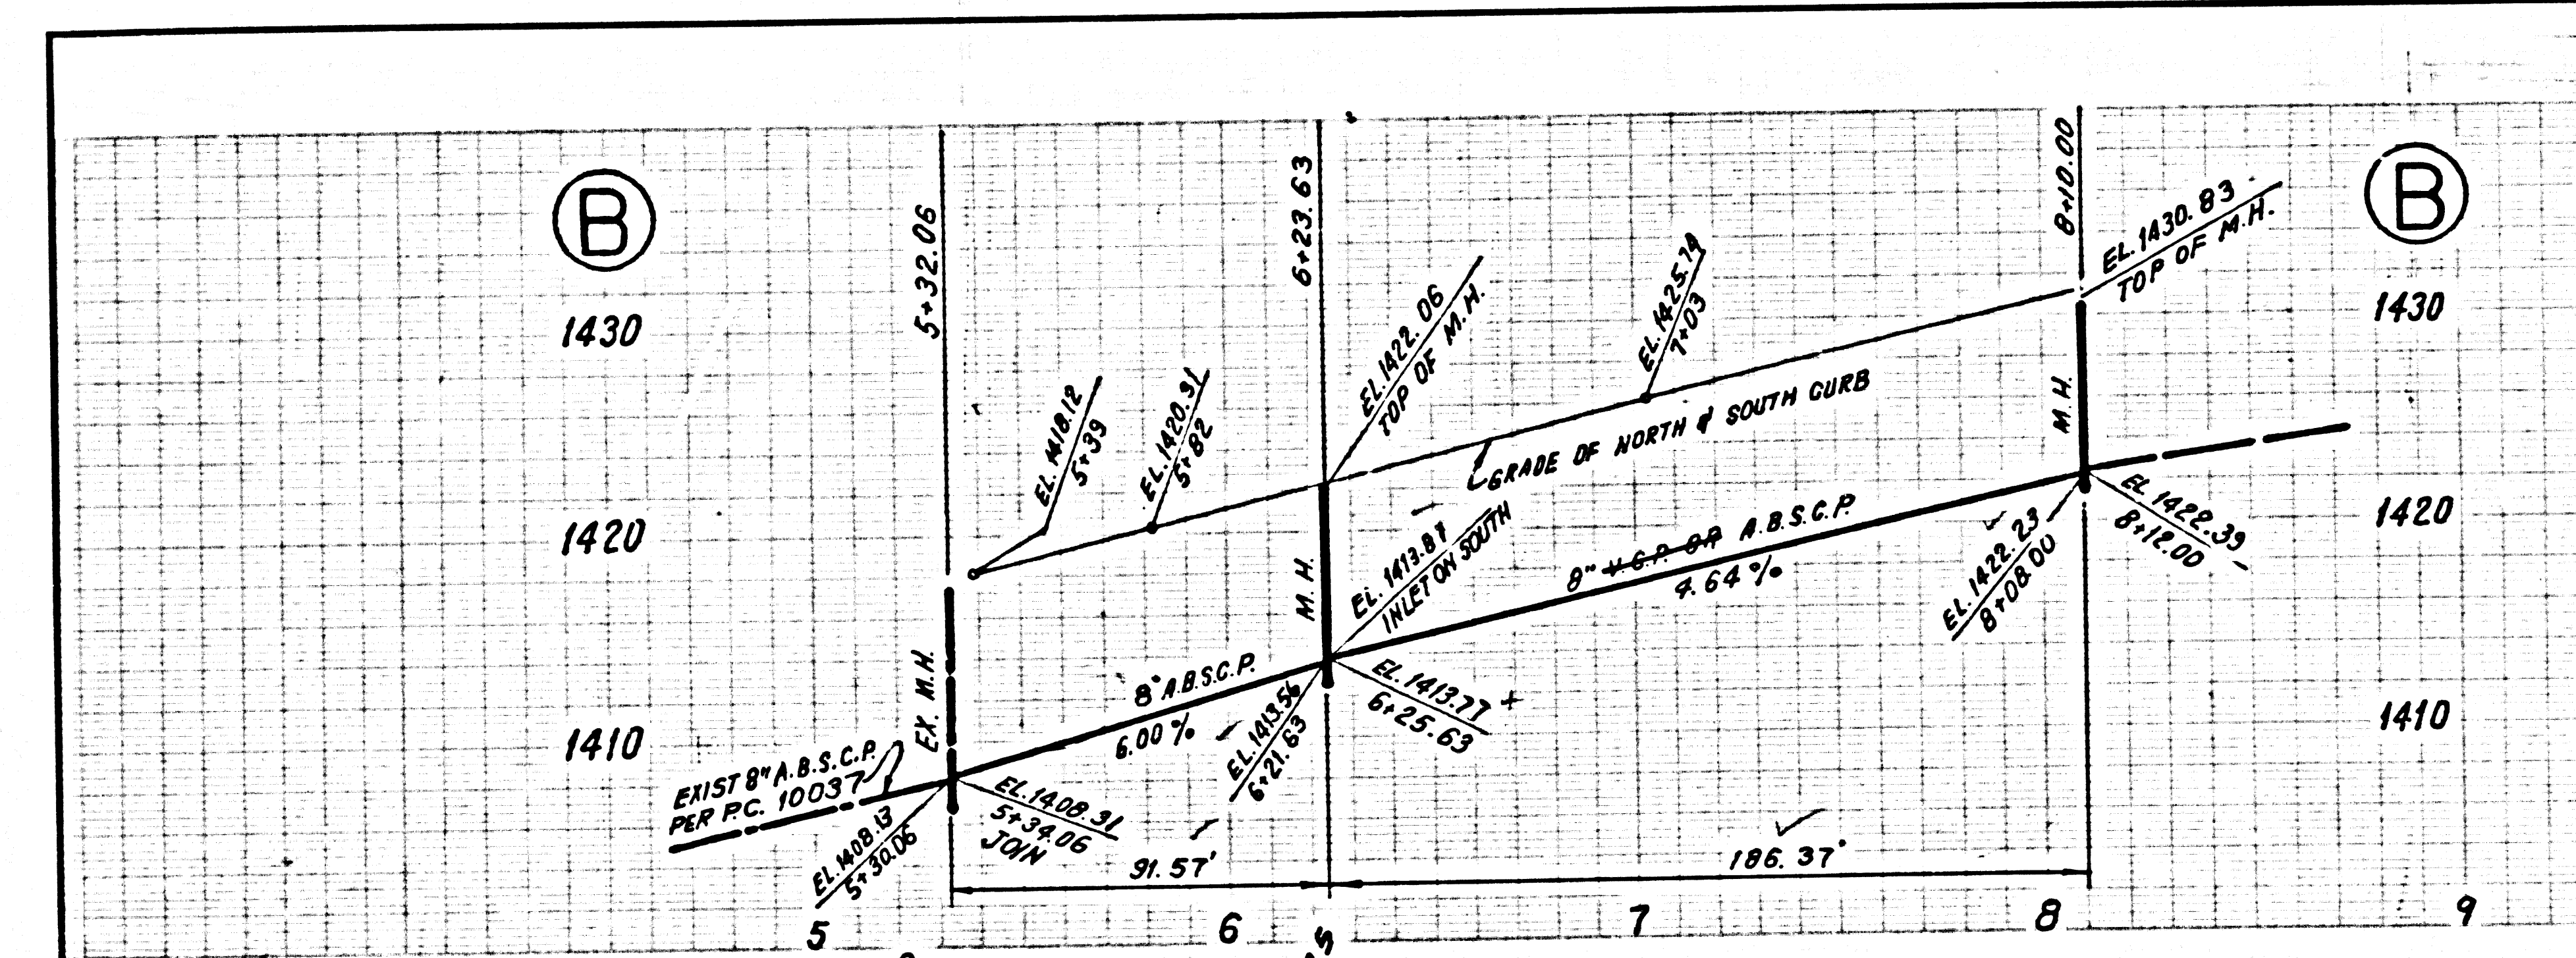 B
B
1430
1420
1410
5+32.06
6+23.63
8+10.00
EL. 1430.83
TOP OF M.H.
1430
1420
1410
EL. 1418.12
5+39
EL. 1420.31
5+82
EL. 1422.06
TOP OF M.H.
EL. 1425.74
7+03
GRADE OF NORTH & SOUTH CURB
EX. M.H.
M. H.
M. H.
EL. 1413.87
INLET ON SOUTH
8" V.C.P. OR A.B.S.C.P.
4.64 %
EL. 1422.23
8+08.00
EL. 1422.39
8+12.00
8" A.B.S.C.P.
6.00 %
EL. 1413.56
6+21.63
EL. 1413.77 +
6+25.63
EXIST 8" A.B.S.C.P.
PER P.C. 10037
EL. 1408.13
5+30.06
EL. 1408.31
5+34.06
JOIN
91.57'
186.37'
5
6
7
8
9